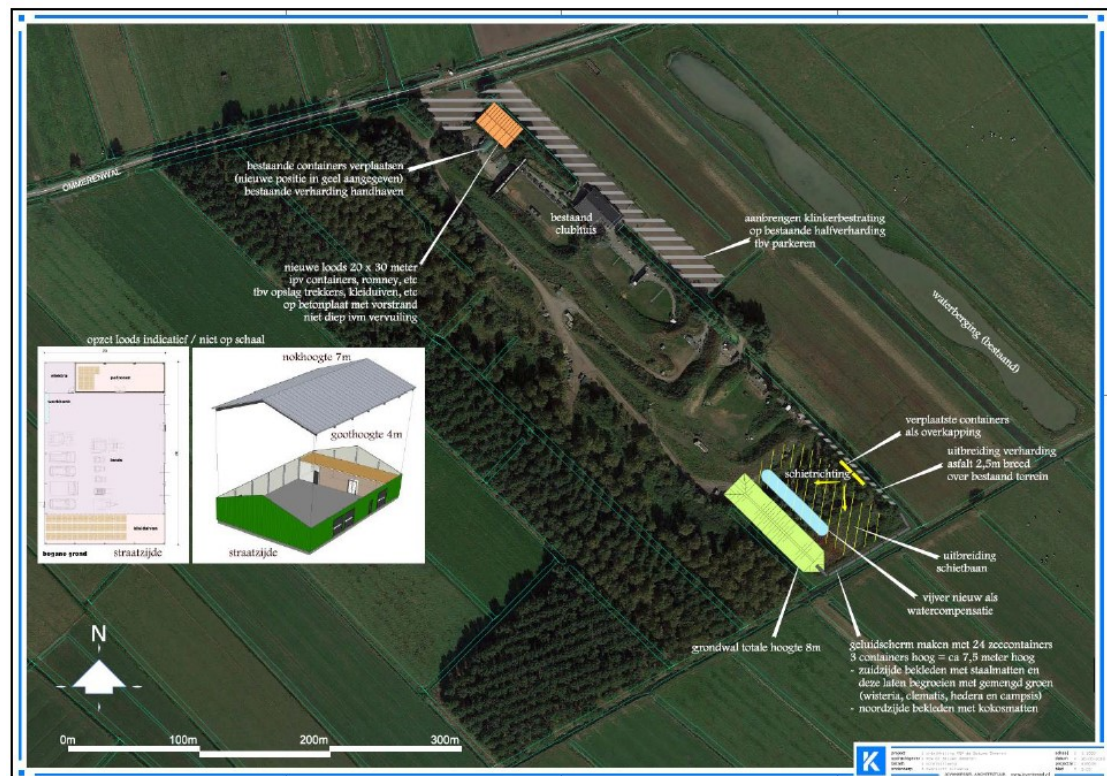 OMMERENWAL
bestaande containers verplaatsen
(nieuwe positie in geel aangegeven)
bestaande verharding handhaven
bestaand
clubhuis
aanbrengen klinkerbestrating
op bestaande halfverharding
tbv parkeren
nieuwe loods 20 x 30 meter
ipv containers, romney, etc
tbv opslag trekkers, kleiduiven, etc
op betonplaat met vorstrand
niet diep ivm vervuiling
waterberging (bestaand)
opzet loods indicatief / niet op schaal
nokhoogte 7m
goothoogte 4m
straatzijde
begane grond
straatzijde
verplaatste containers
als overkapping
schietrichting
uitbreiding verharding
asfalt 2,5m breed
over bestaand terrein
uitbreiding
schietbaan
vijver nieuw als
watercompensatie
grondwal totale hoogte 8m
geluidscherm maken met 24 zeecontainers
3 containers hoog = ca 7,5 meter hoog
- zuidzijde bekleden met staalmatten en
deze laten begroeien met gemengd groen
(wisteria, clematis, hedera en campsis)
- noordzijde bekleden met kokosmatten
N
0m 100m 200m 300m
K